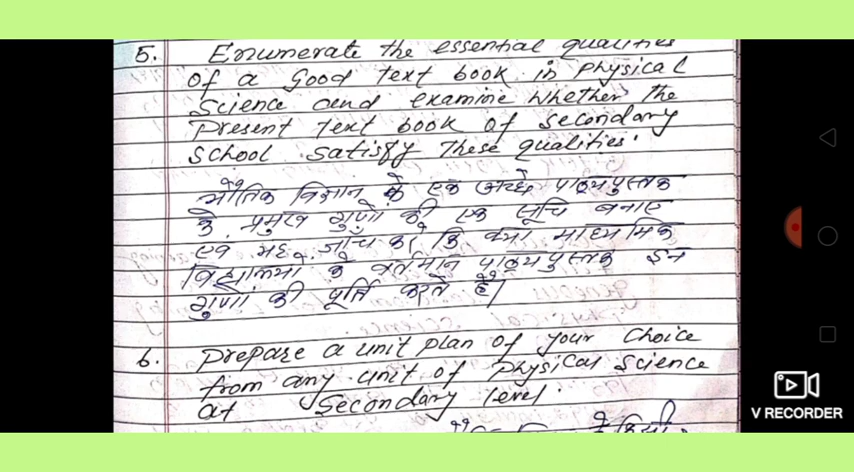 5. Enumerate the essential qualities
of a Good text book in physical
Science and examine whether the
Present text book of secondary
School satisfy These qualities.
भौतिक विज्ञान के एक अच्छे पाठ्यपुस्तक
के प्रमुख गुणों की एक सूचि बनाए
एवं यह जाँच करे कि क्या माध्यमिक
विद्यालयों के वर्तमान पाठ्यपुस्तक इन
गुणों की पूर्ति करते हैं।
6. Prepare a unit plan of your choice
from any unit of Physical Science
at Secondary level.
V RECORDER